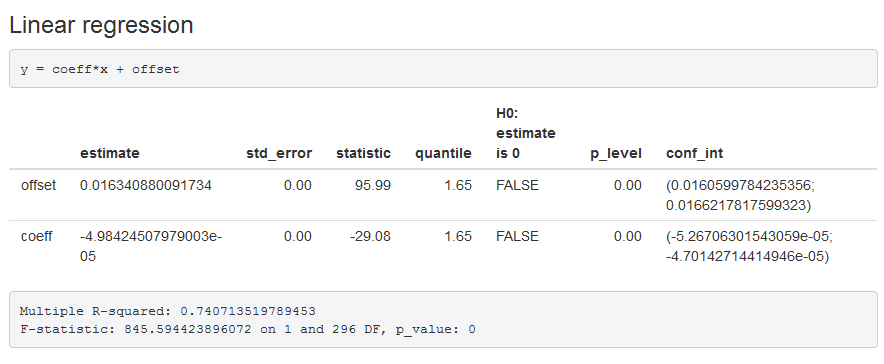 Linear regression
y = coeff*x + offset
H0:
estimate
estimate std_error statistic quantile is 0 p_level conf_int
offset 0.016340880091734 0.00 95.99 1.65 FALSE 0.00 (0.0160599784235356;
0.0166217817599323)
coeff -4.98424507979003e- 0.00 -29.08 1.65 FALSE 0.00 (-5.26706301543059e-05;
05 -4.70142714414946e-05)
Multiple R-squared: 0.740713519789453
F-statistic: 845.594423896072 on 1 and 296 DF, p_value: 0